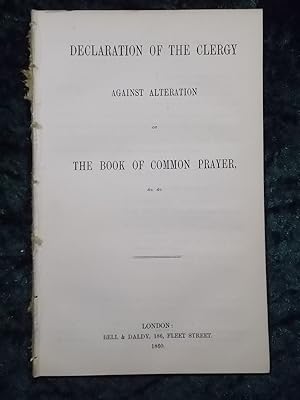 DECLARATION OF THE CLERGY
AGAINST ALTERATION
OF
THE BOOK OF COMMON PRAYER,
&c. &c.
LONDON:
BELL & DALDY, 186, FLEET STREET.
1860.